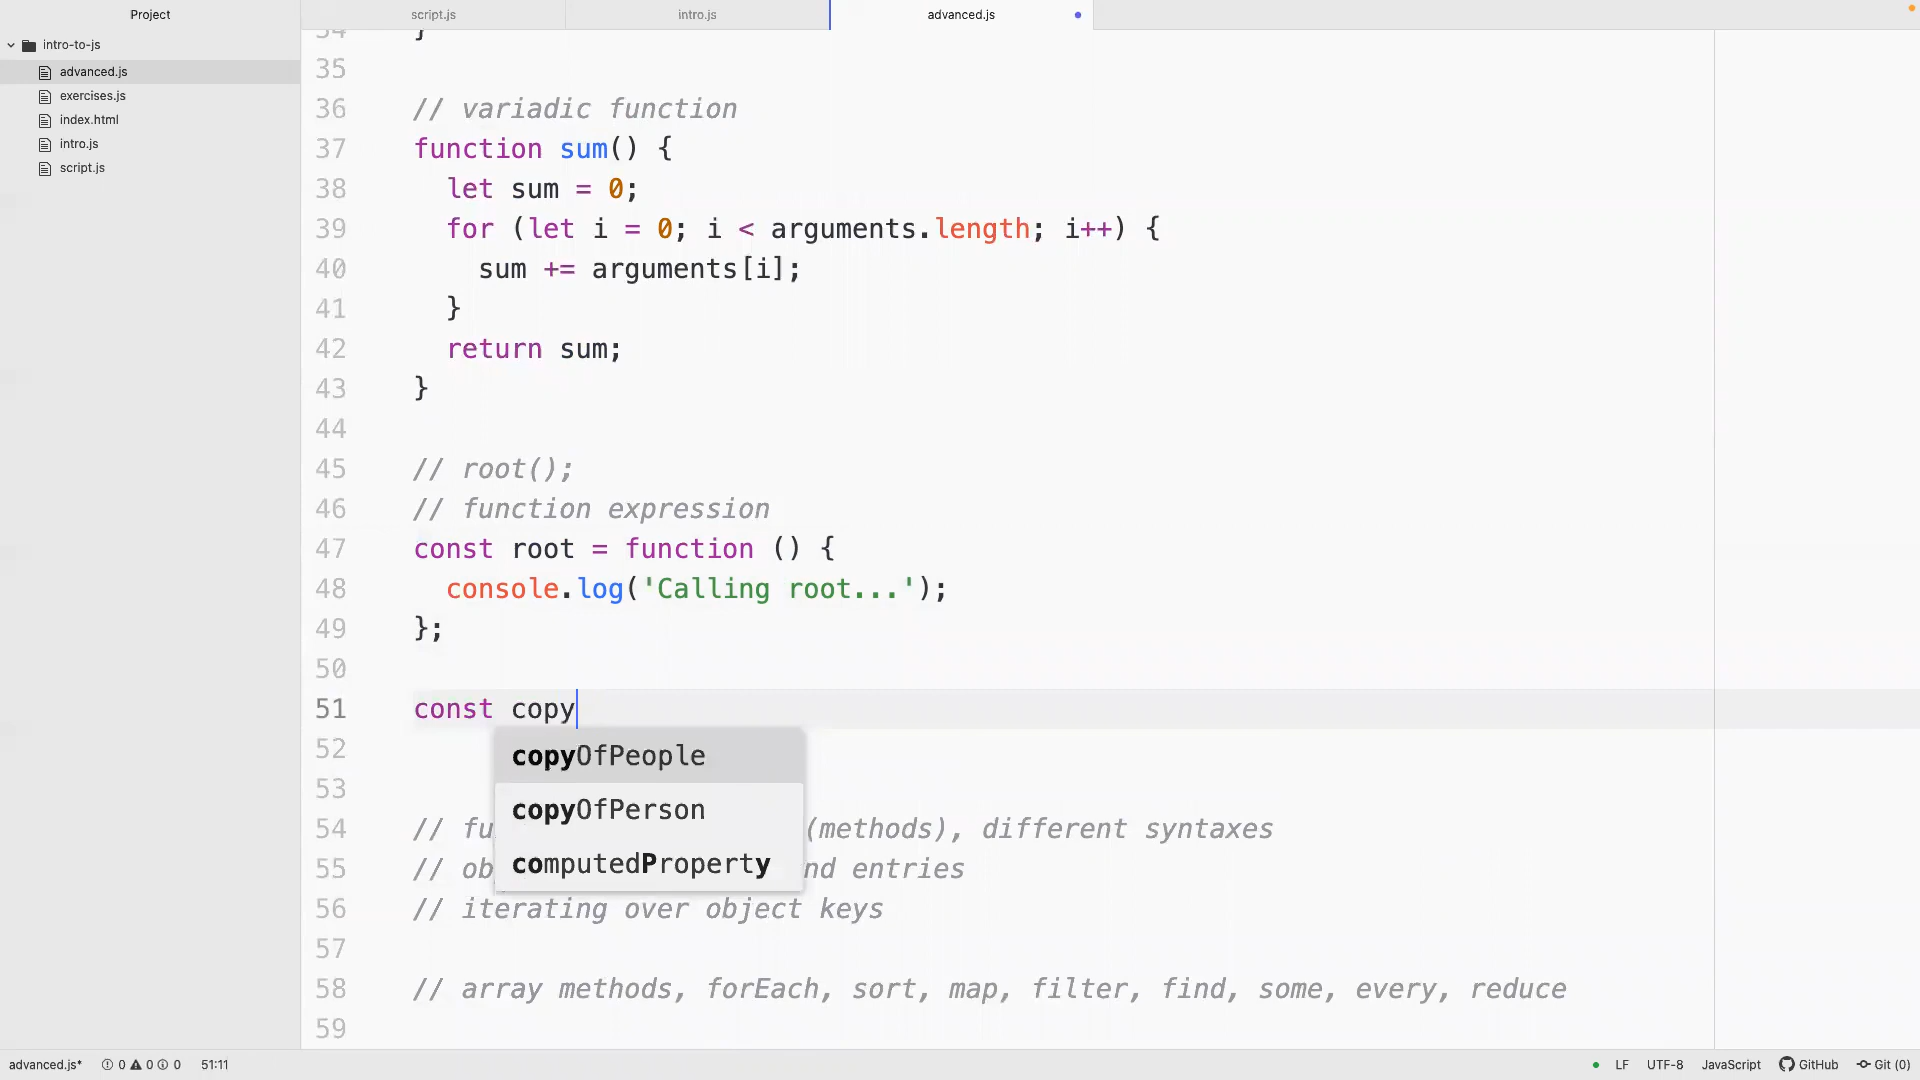 Project
script.js
intro.js
advanced.js
intro-to-js
advanced.js
exercises.js
index.html
intro.js
script.js
34 }
35
36 // variadic function
37 function sum() {
38 let sum = 0;
39 for (let i = 0; i < arguments.length; i++) {
40 sum += arguments[i];
41 }
42 return sum;
43 }
44
45 // root();
46 // function expression
47 const root = function () {
48 console.log('Calling root...');
49 };
50
51 const copy
copyOfPeople
copyOfPerson
computedProperty
52
53
54 // fu (methods), different syntaxes
55 // ob nd entries
56 // iterating over object keys
57
58 // array methods, forEach, sort, map, filter, find, some, every, reduce
59
advanced.js* 0 0 0 51:11
LF UTF-8 JavaScript GitHub Git (0)